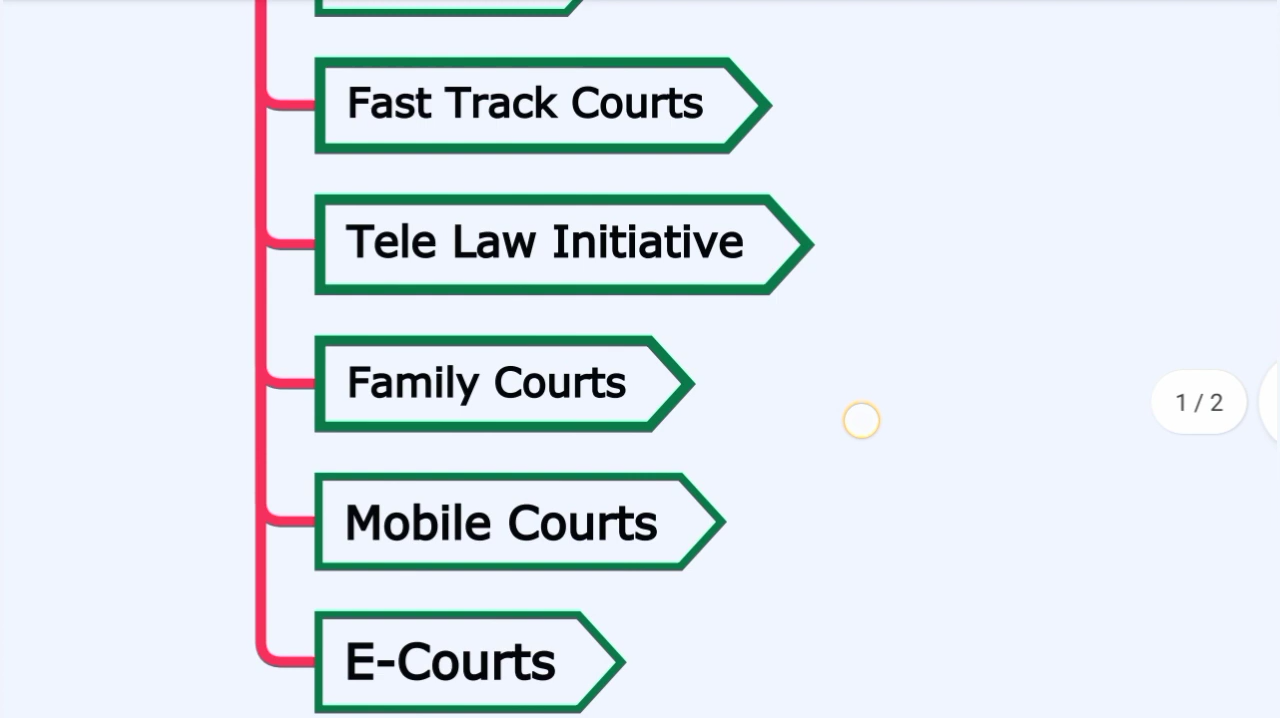 Fast Track Courts
Tele Law Initiative
Family Courts
1 / 2
Mobile Courts
E-Courts